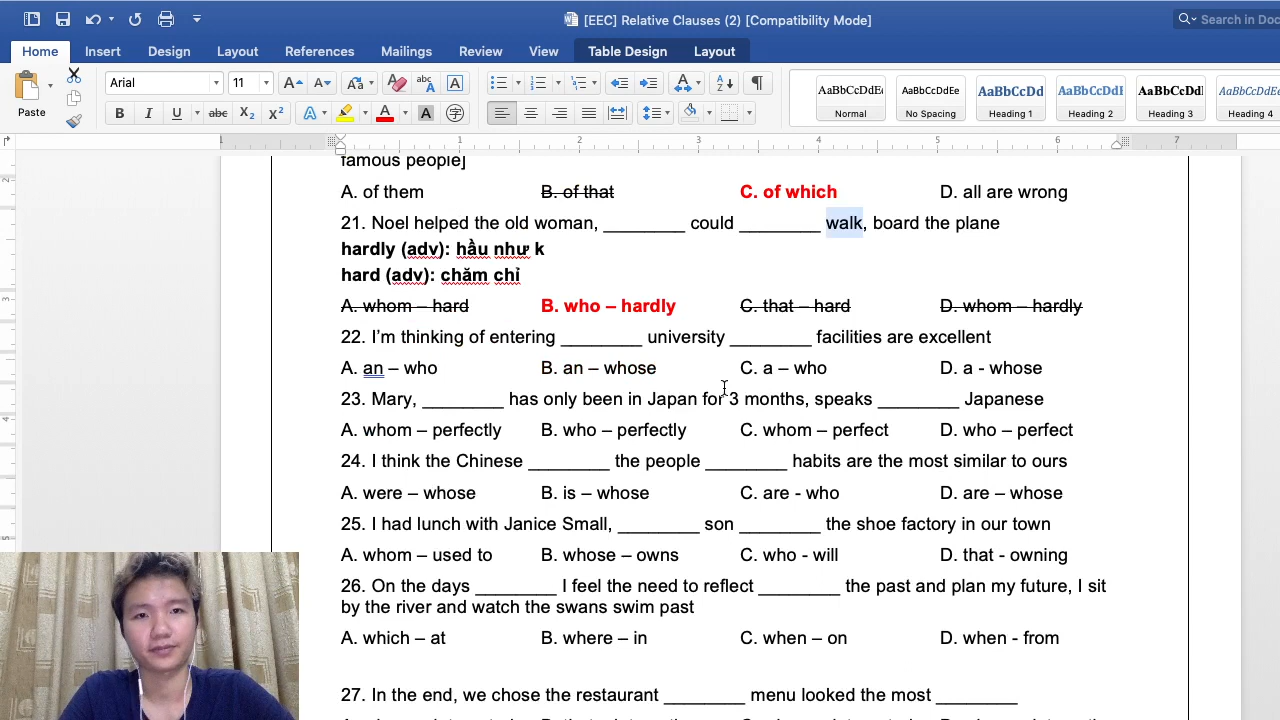 [EEC] Relative Clauses (2) [Compatibility Mode]
Search in Doc
Home Insert Design Layout References Mailings Review View Table Design Layout
Paste
Arial 11
AaBbCcDdEe AaBbCcDdEe AaBbCcDd AaBbCcDdE AaBbCcDd AaBbCcDdE
Normal No Spacing Heading 1 Heading 2 Heading 3 Heading 4
1 1 2 3 4 5 6 7
famous people]
A. of them B. of that C. of which D. all are wrong
21. Noel helped the old woman, ________ could ________ walk, board the plane
hardly (adv): hầu như k
hard (adv): chăm chỉ
A. whom – hard B. who – hardly C. that – hard D. whom – hardly
22. I'm thinking of entering ________ university ________ facilities are excellent
A. an – who B. an – whose C. a – who D. a - whose
23. Mary, ________ has only been in Japan for 3 months, speaks ________ Japanese
A. whom – perfectly B. who – perfectly C. whom – perfect D. who – perfect
24. I think the Chinese ________ the people ________ habits are the most similar to ours
A. were – whose B. is – whose C. are - who D. are – whose
25. I had lunch with Janice Small, ________ son ________ the shoe factory in our town
A. whom – used to B. whose – owns C. who - will D. that - owning
26. On the days ________ I feel the need to reflect ________ the past and plan my future, I sit
by the river and watch the swans swim past
A. which – at B. where – in C. when – on D. when - from
27. In the end, we chose the restaurant ________ menu looked the most ________